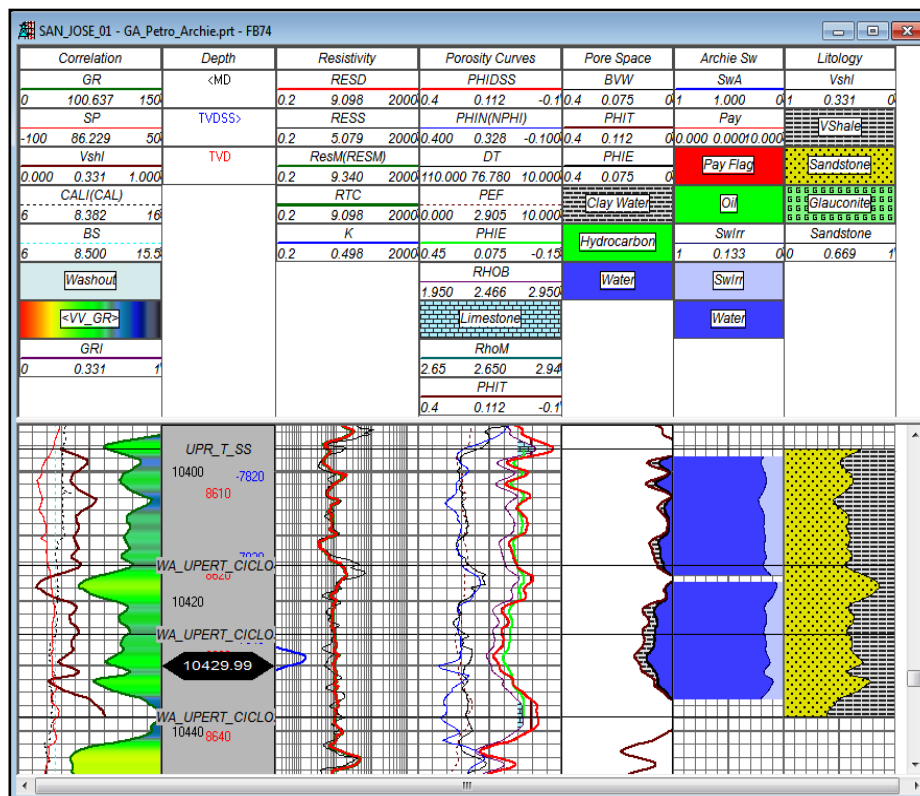 SAN_JOSE_01 - GA_Petro_Archie.prt - FB74
Correlation Depth Resistivity Porosity Curves Pore Space Archie Sw Litology
GR <MD RESD PHIDSS BVW SwA Vshl
0 100.637 150 0.2 9.098 2000 0.4 0.112 -0.1 0.4 0.075 0 1 1.000 0 1 0.331 0
SP TVDSS> RESS PHIN(NPHI) PHIT Pay VShale
-100 86.229 50 0.2 5.079 2000 0.400 0.328 -0.100 0.4 0.112 0 0.000 0.000 10.000
Vshl TVD ResM(RESM) DT PHIE Pay Flag Sandstone
0.000 0.331 1.000 0.2 9.340 2000 110.000 76.780 10.000 0.4 0.075 0
CALI(CAL) RTC PEF Clay Water Oil Glauconite
6 8.382 16 0.2 9.098 2000 0.000 2.905 10.000
BS K PHIE Hydrocarbon SwIrr Sandstone
6 8.500 15.5 0.2 0.498 2000 0.45 0.075 -0.15 1 0.133 0 0 0.669 1
Washout RHOB Water SwIrr
1.950 2.466 2.950
<VV_GR> Limestone Water
GRI RhoM
0 0.331 1 2.65 2.650 2.94
PHIT
0.4 0.112 -0.1
UPR_T_SS
10400 -7820
8610
WA_UPERT_CICLO
8620
10420
WA_UPERT_CICLO
10429.99
WA_UPERT_CICLO
10440 8640